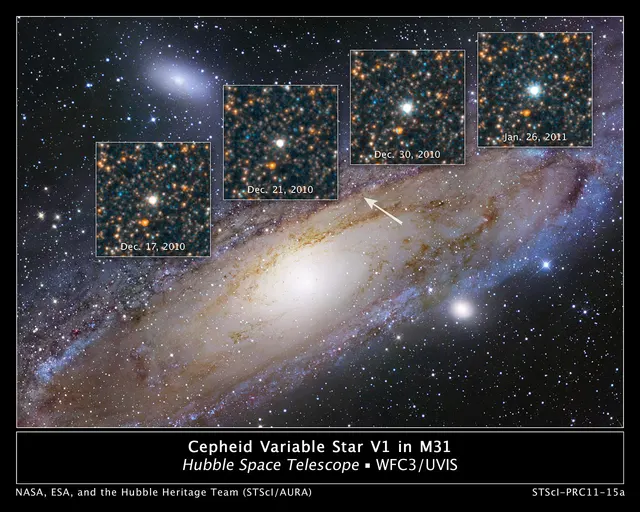 Jan. 26, 2011
Dec. 30, 2010
Dec. 21, 2010
Dec. 17, 2010
Cepheid Variable Star V1 in M31
Hubble Space Telescope ▪ WFC3/UVIS
NASA, ESA, and the Hubble Heritage Team (STScI/AURA)
STScI-PRC11-15a